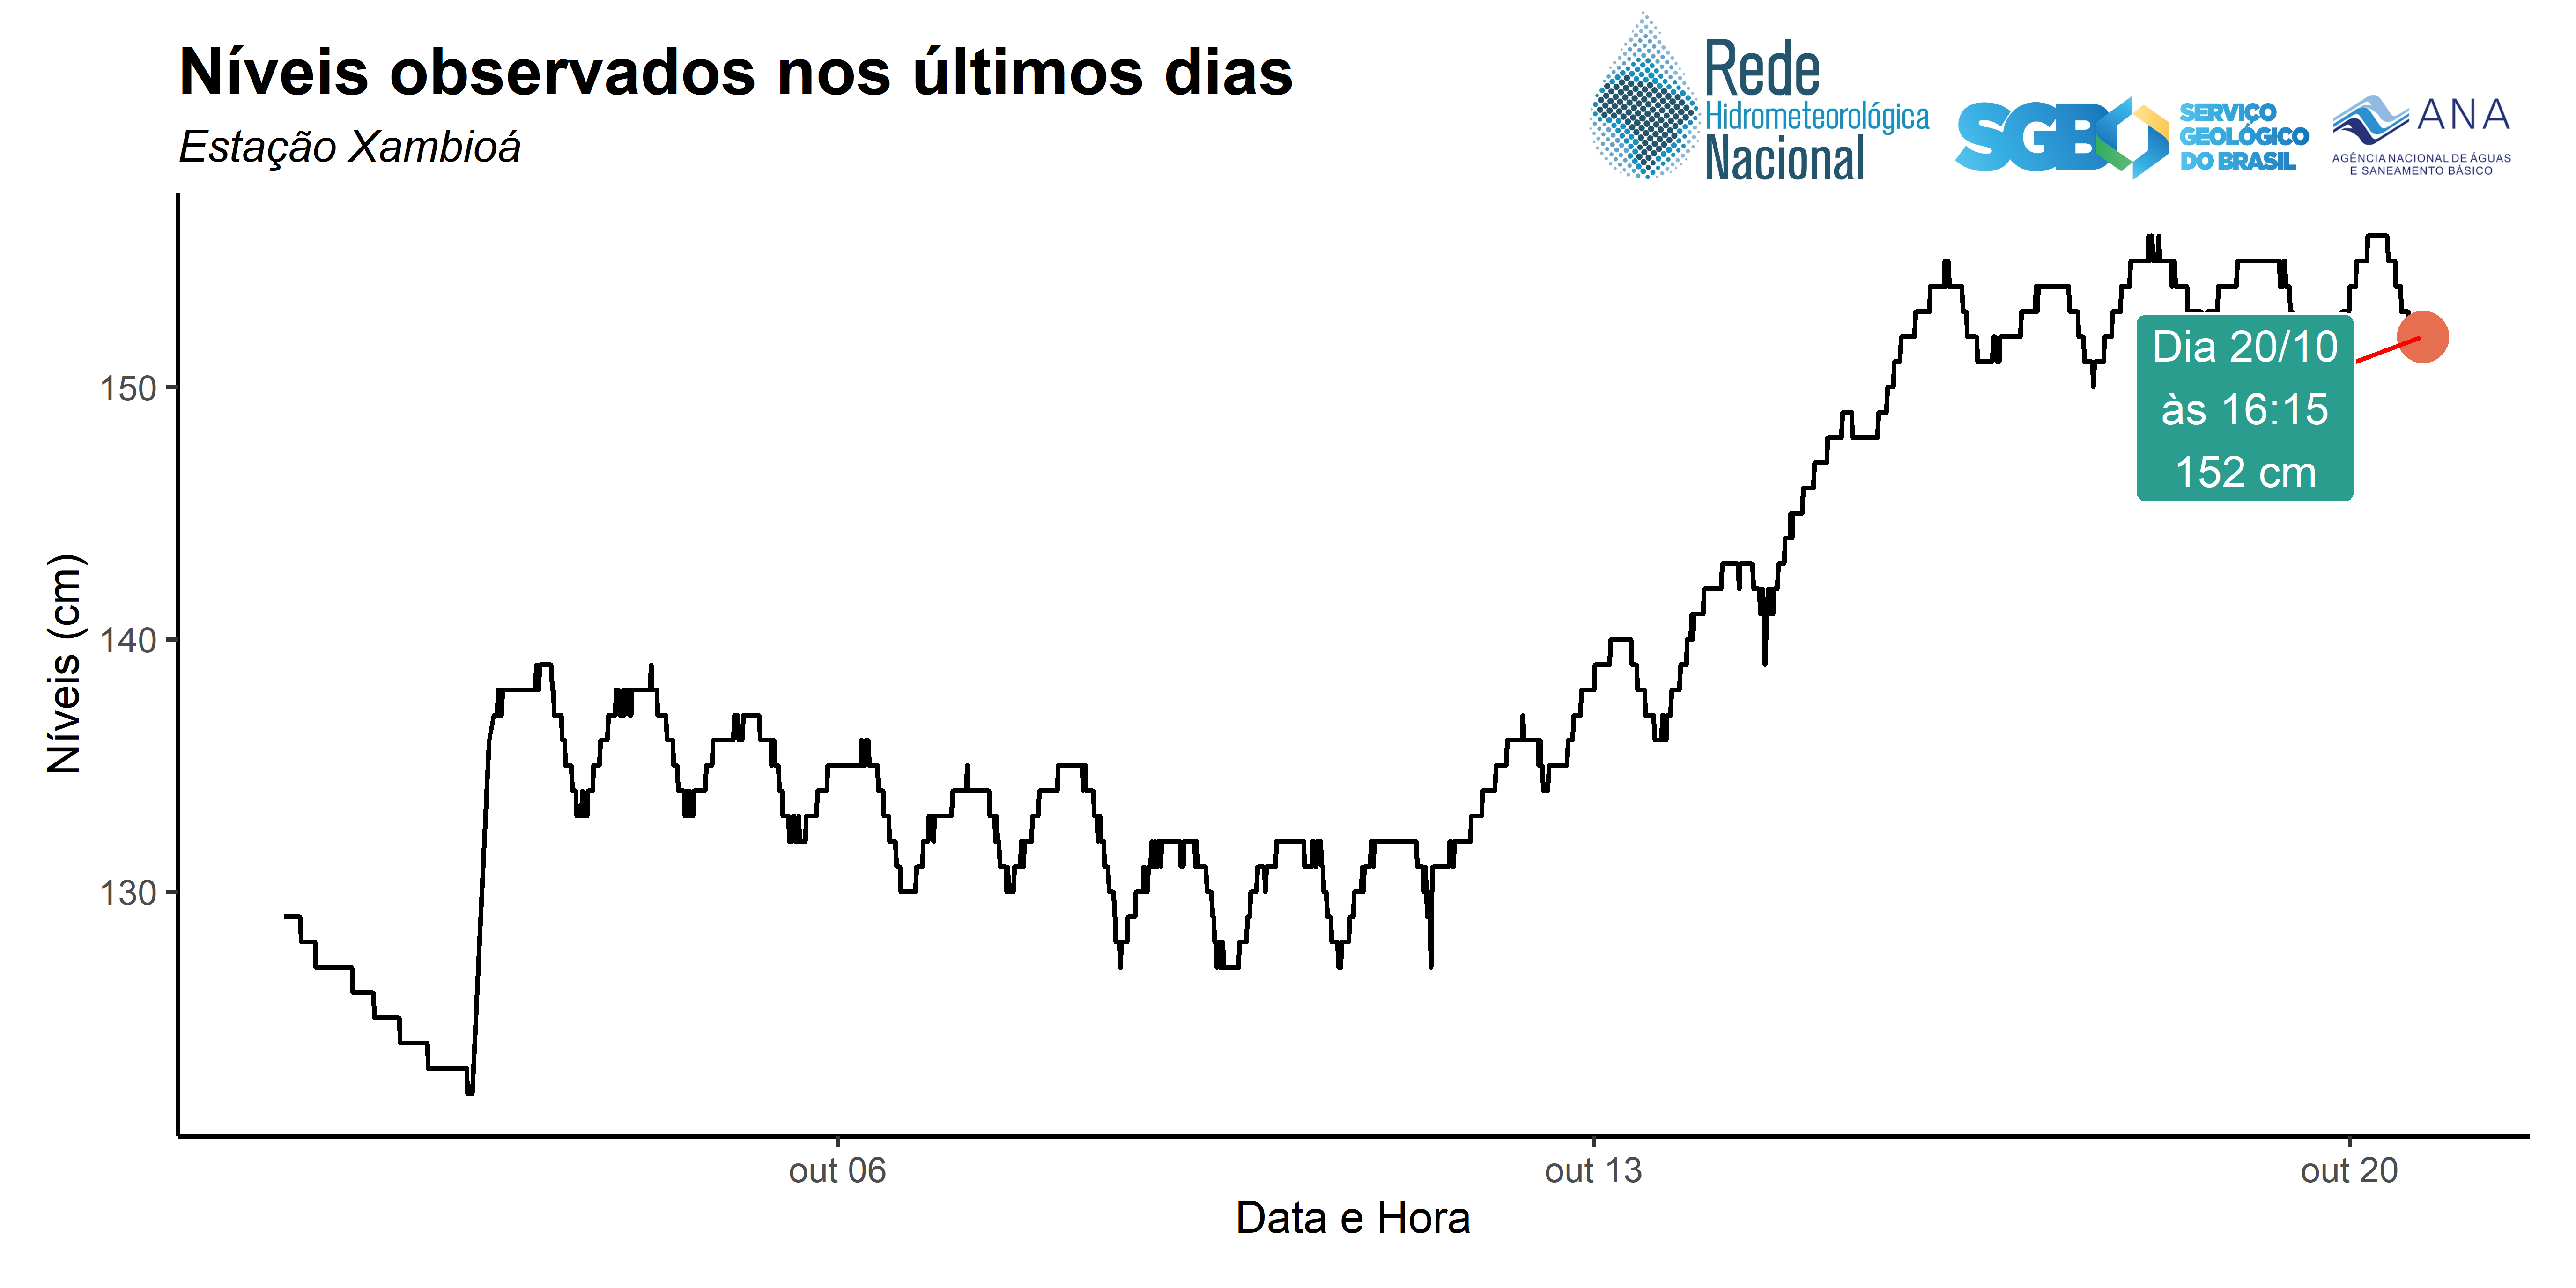 Níveis observados nos últimos dias
Estação Xambioá
Rede
Hidrometeorológica
Nacional
SGB
SERVIÇO
GEOLÓGICO
DO BRASIL
ANA
AGÊNCIA NACIONAL DE ÁGUAS
E SANEAMENTO BÁSICO
Níveis (cm)
150
140
130
Dia 20/10
às 16:15
152 cm
out 06
out 13
out 20
Data e Hora